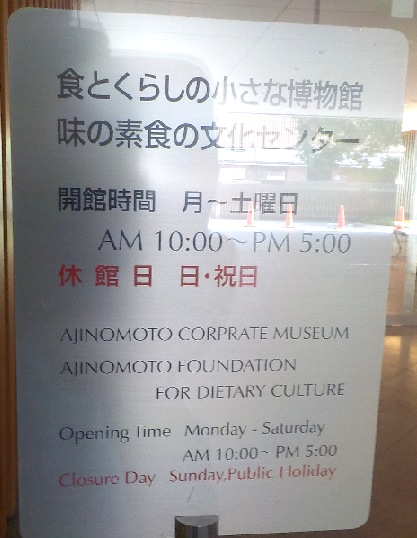 食とくらしの小さな博物館
味の素食の文化センター
開館時間 月～土曜日
AM 10:00～PM 5:00
休館日 日・祝日
AJINOMOTO CORPRATE MUSEUM
AJINOMOTO FOUNDATION
FOR DIETARY CULTURE
Opening Time Monday - Saturday
AM 10:00~ PM 5:00
Closure Day Sunday,Public Holiday